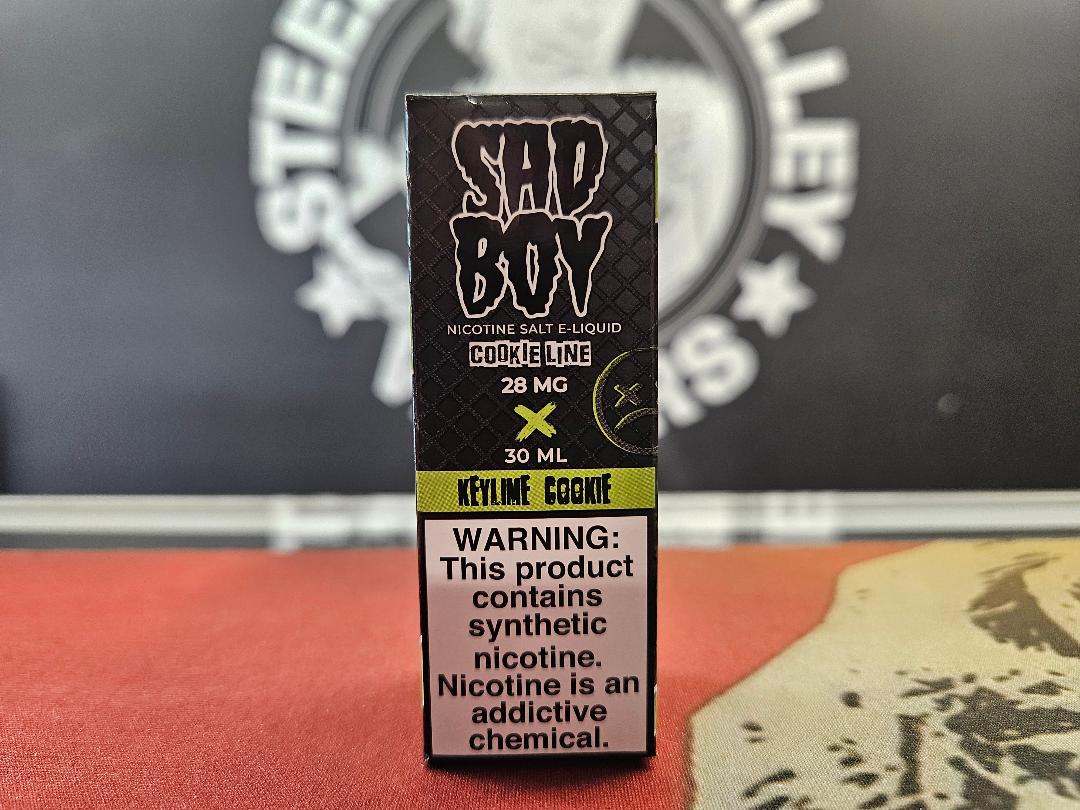 SAD
BOY
NICOTINE SALT E-LIQUID
COOKIE LINE
28 MG
X
30 ML
KEYLIME COOKIE
WARNING:
This product
contains
synthetic
nicotine.
Nicotine is an
addictive
chemical.